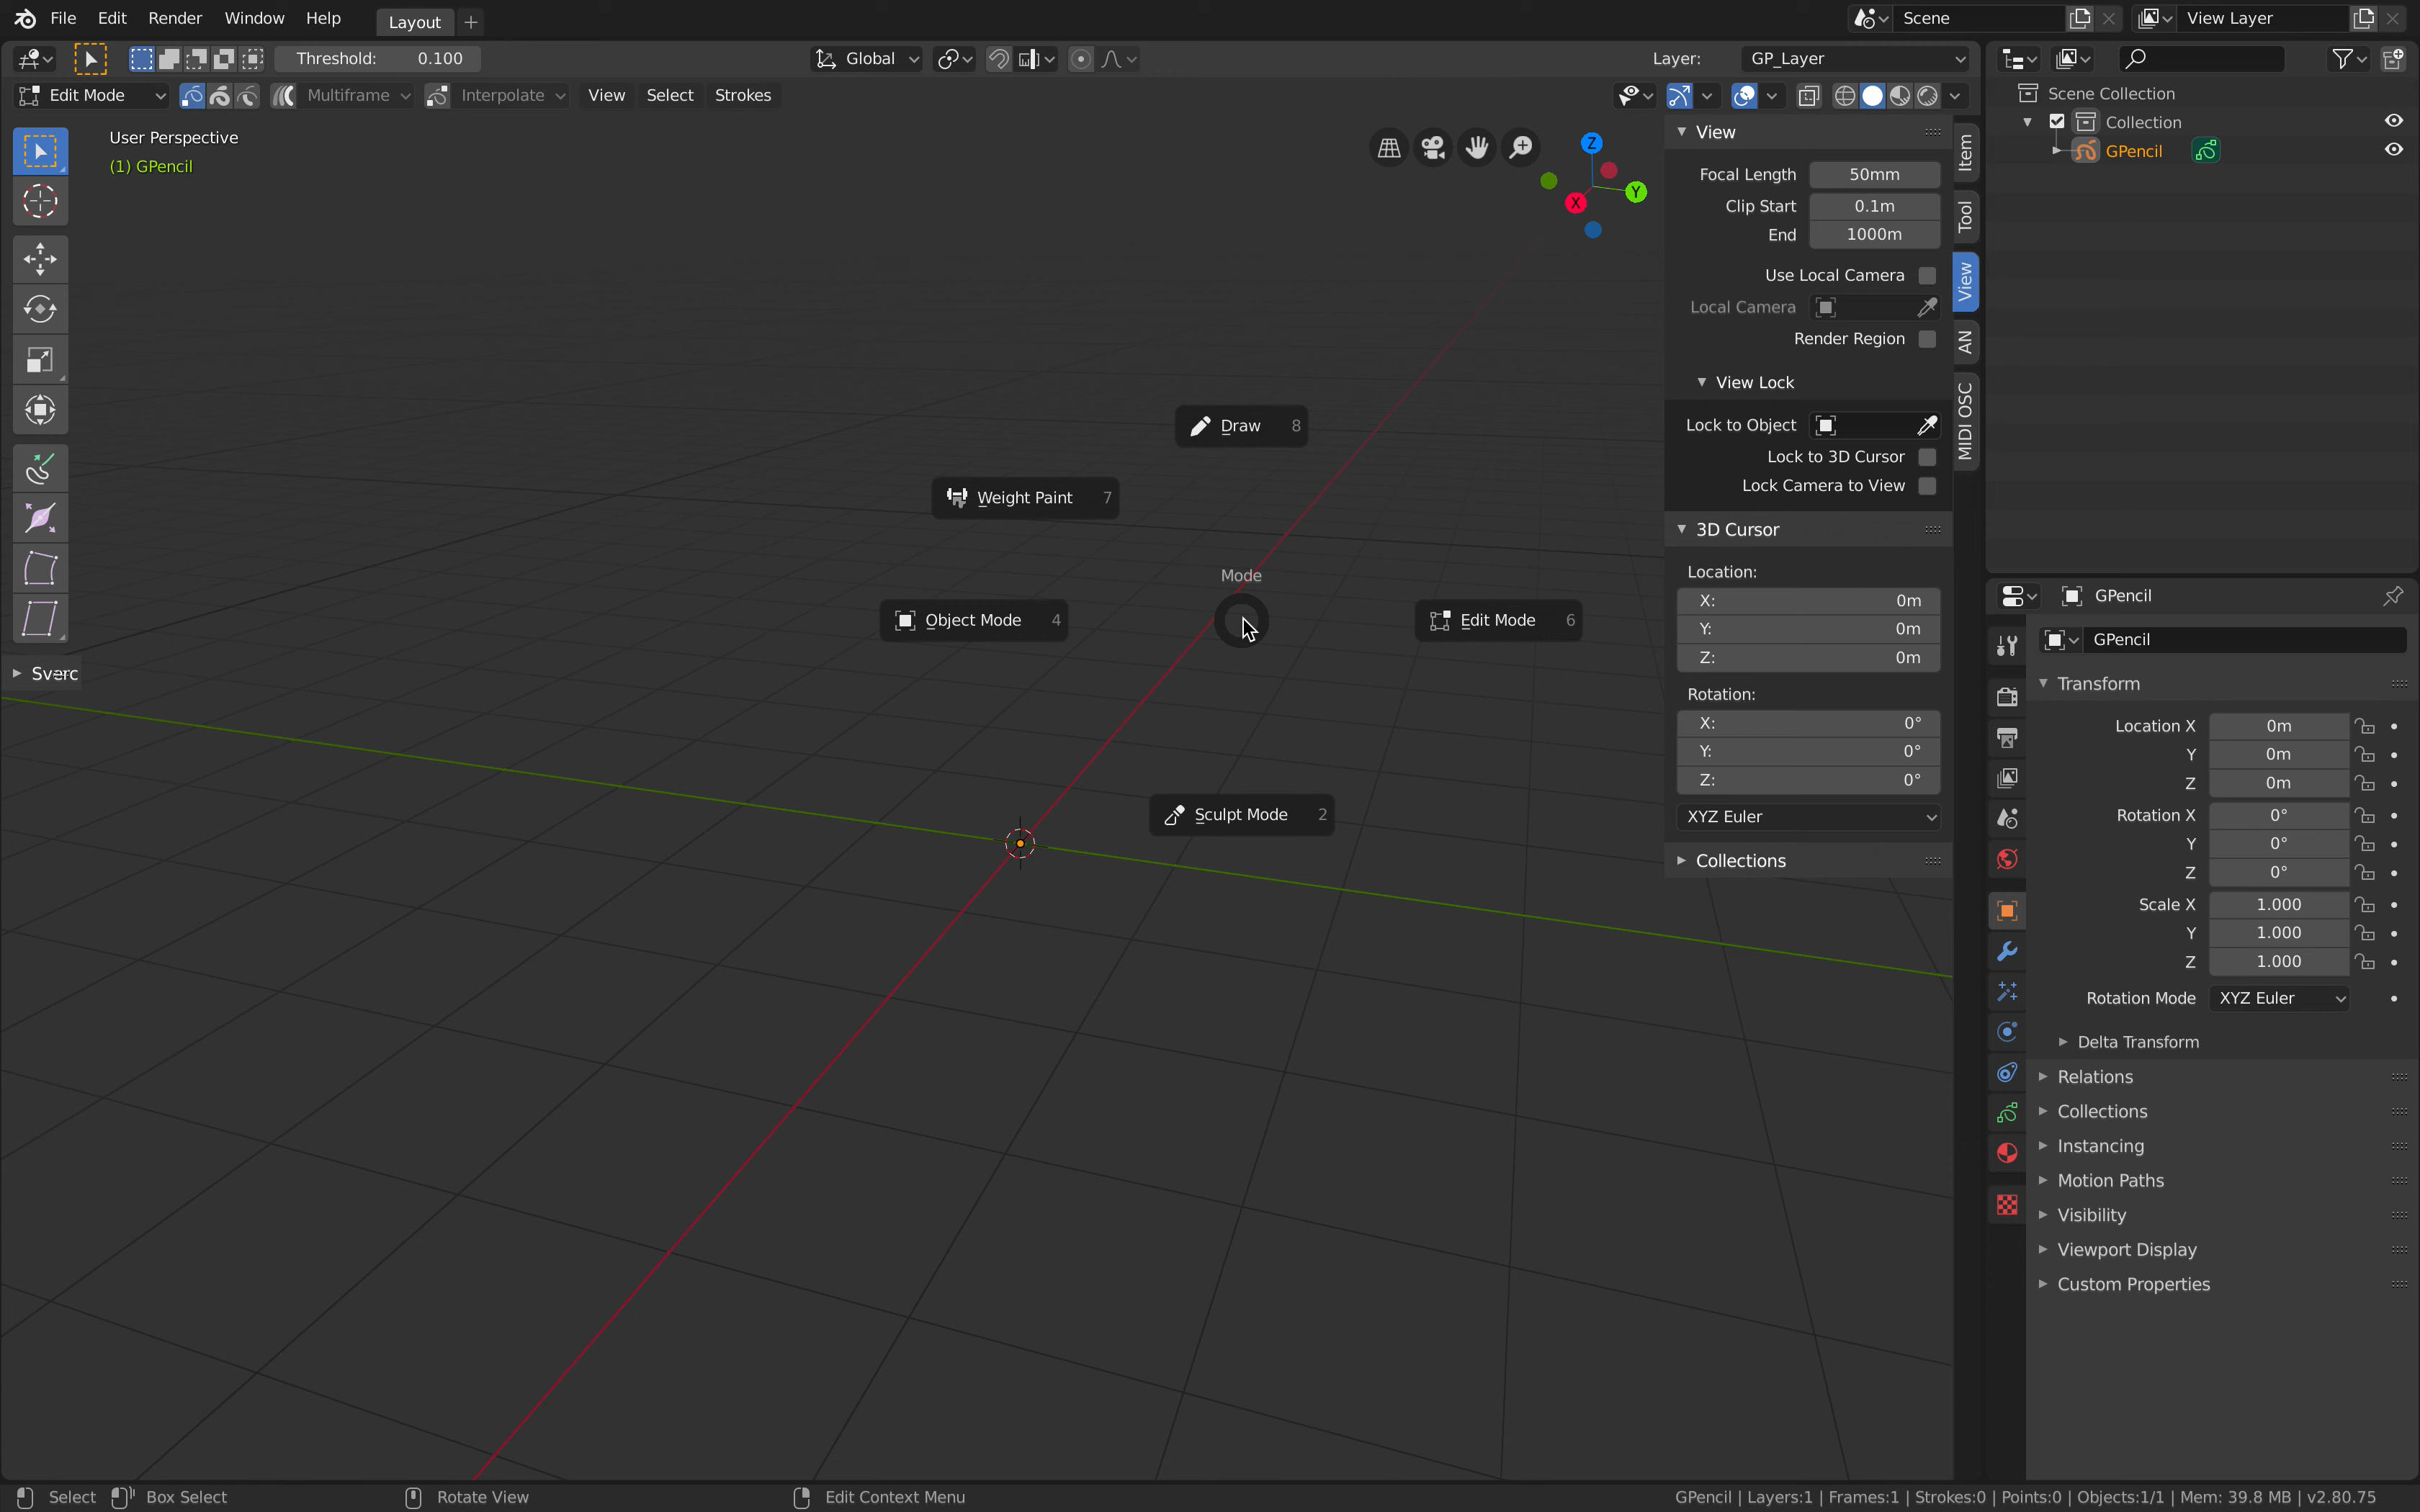 File Edit Render Window Help Layout
Scene View Layer
Threshold: 0.100 Global Layer: GP_Layer
Edit Mode Multiframe Interpolate View Select Strokes
User Perspective
(1) GPencil
Draw 8
Weight Paint 7
Mode
Object Mode 4
Edit Mode 6
Sculpt Mode 2
Z
Y
X
View
Focal Length 50mm
Clip Start 0.1m
End 1000m
Use Local Camera
Local Camera
Render Region
View Lock
Lock to Object
Lock to 3D Cursor
Lock Camera to View
3D Cursor
Location:
X: 0m
Y: 0m
Z: 0m
Rotation:
X: 0°
Y: 0°
Z: 0°
XYZ Euler
Collections
Item
Tool
View
AN
MIDI OSC
Scene Collection
Collection
GPencil
GPencil
GPencil
Transform
Location X 0m
Y 0m
Z 0m
Rotation X 0°
Y 0°
Z 0°
Scale X 1.000
Y 1.000
Z 1.000
Rotation Mode XYZ Euler
Delta Transform
Relations
Collections
Instancing
Motion Paths
Visibility
Viewport Display
Custom Properties
Select Box Select Rotate View Edit Context Menu
GPencil | Layers:1 | Frames:1 | Strokes:0 | Points:0 | Objects:1/1 | Mem: 39.8 MB | v2.80.75